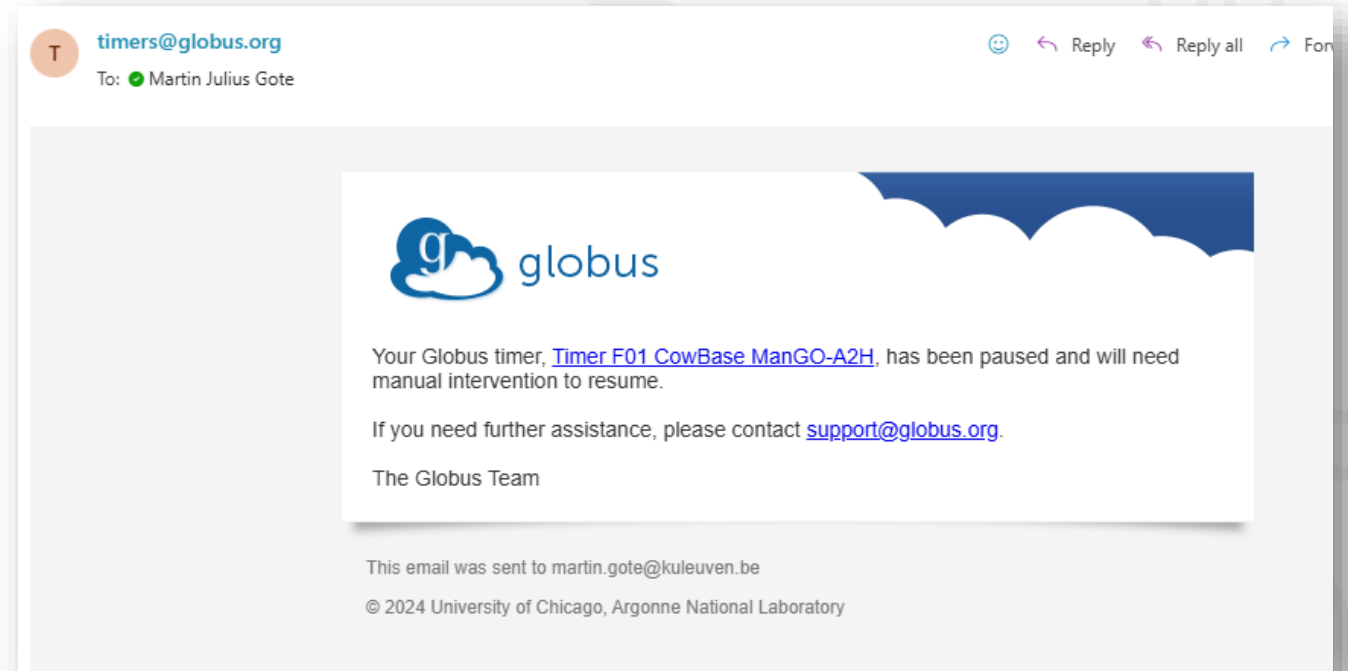 T
timers@globus.org
To: Martin Julius Gote
Reply
Reply all
For
g globus
Your Globus timer, Timer F01 CowBase ManGO-A2H, has been paused and will need
manual intervention to resume.
If you need further assistance, please contact support@globus.org.
The Globus Team
This email was sent to martin.gote@kuleuven.be
© 2024 University of Chicago, Argonne National Laboratory